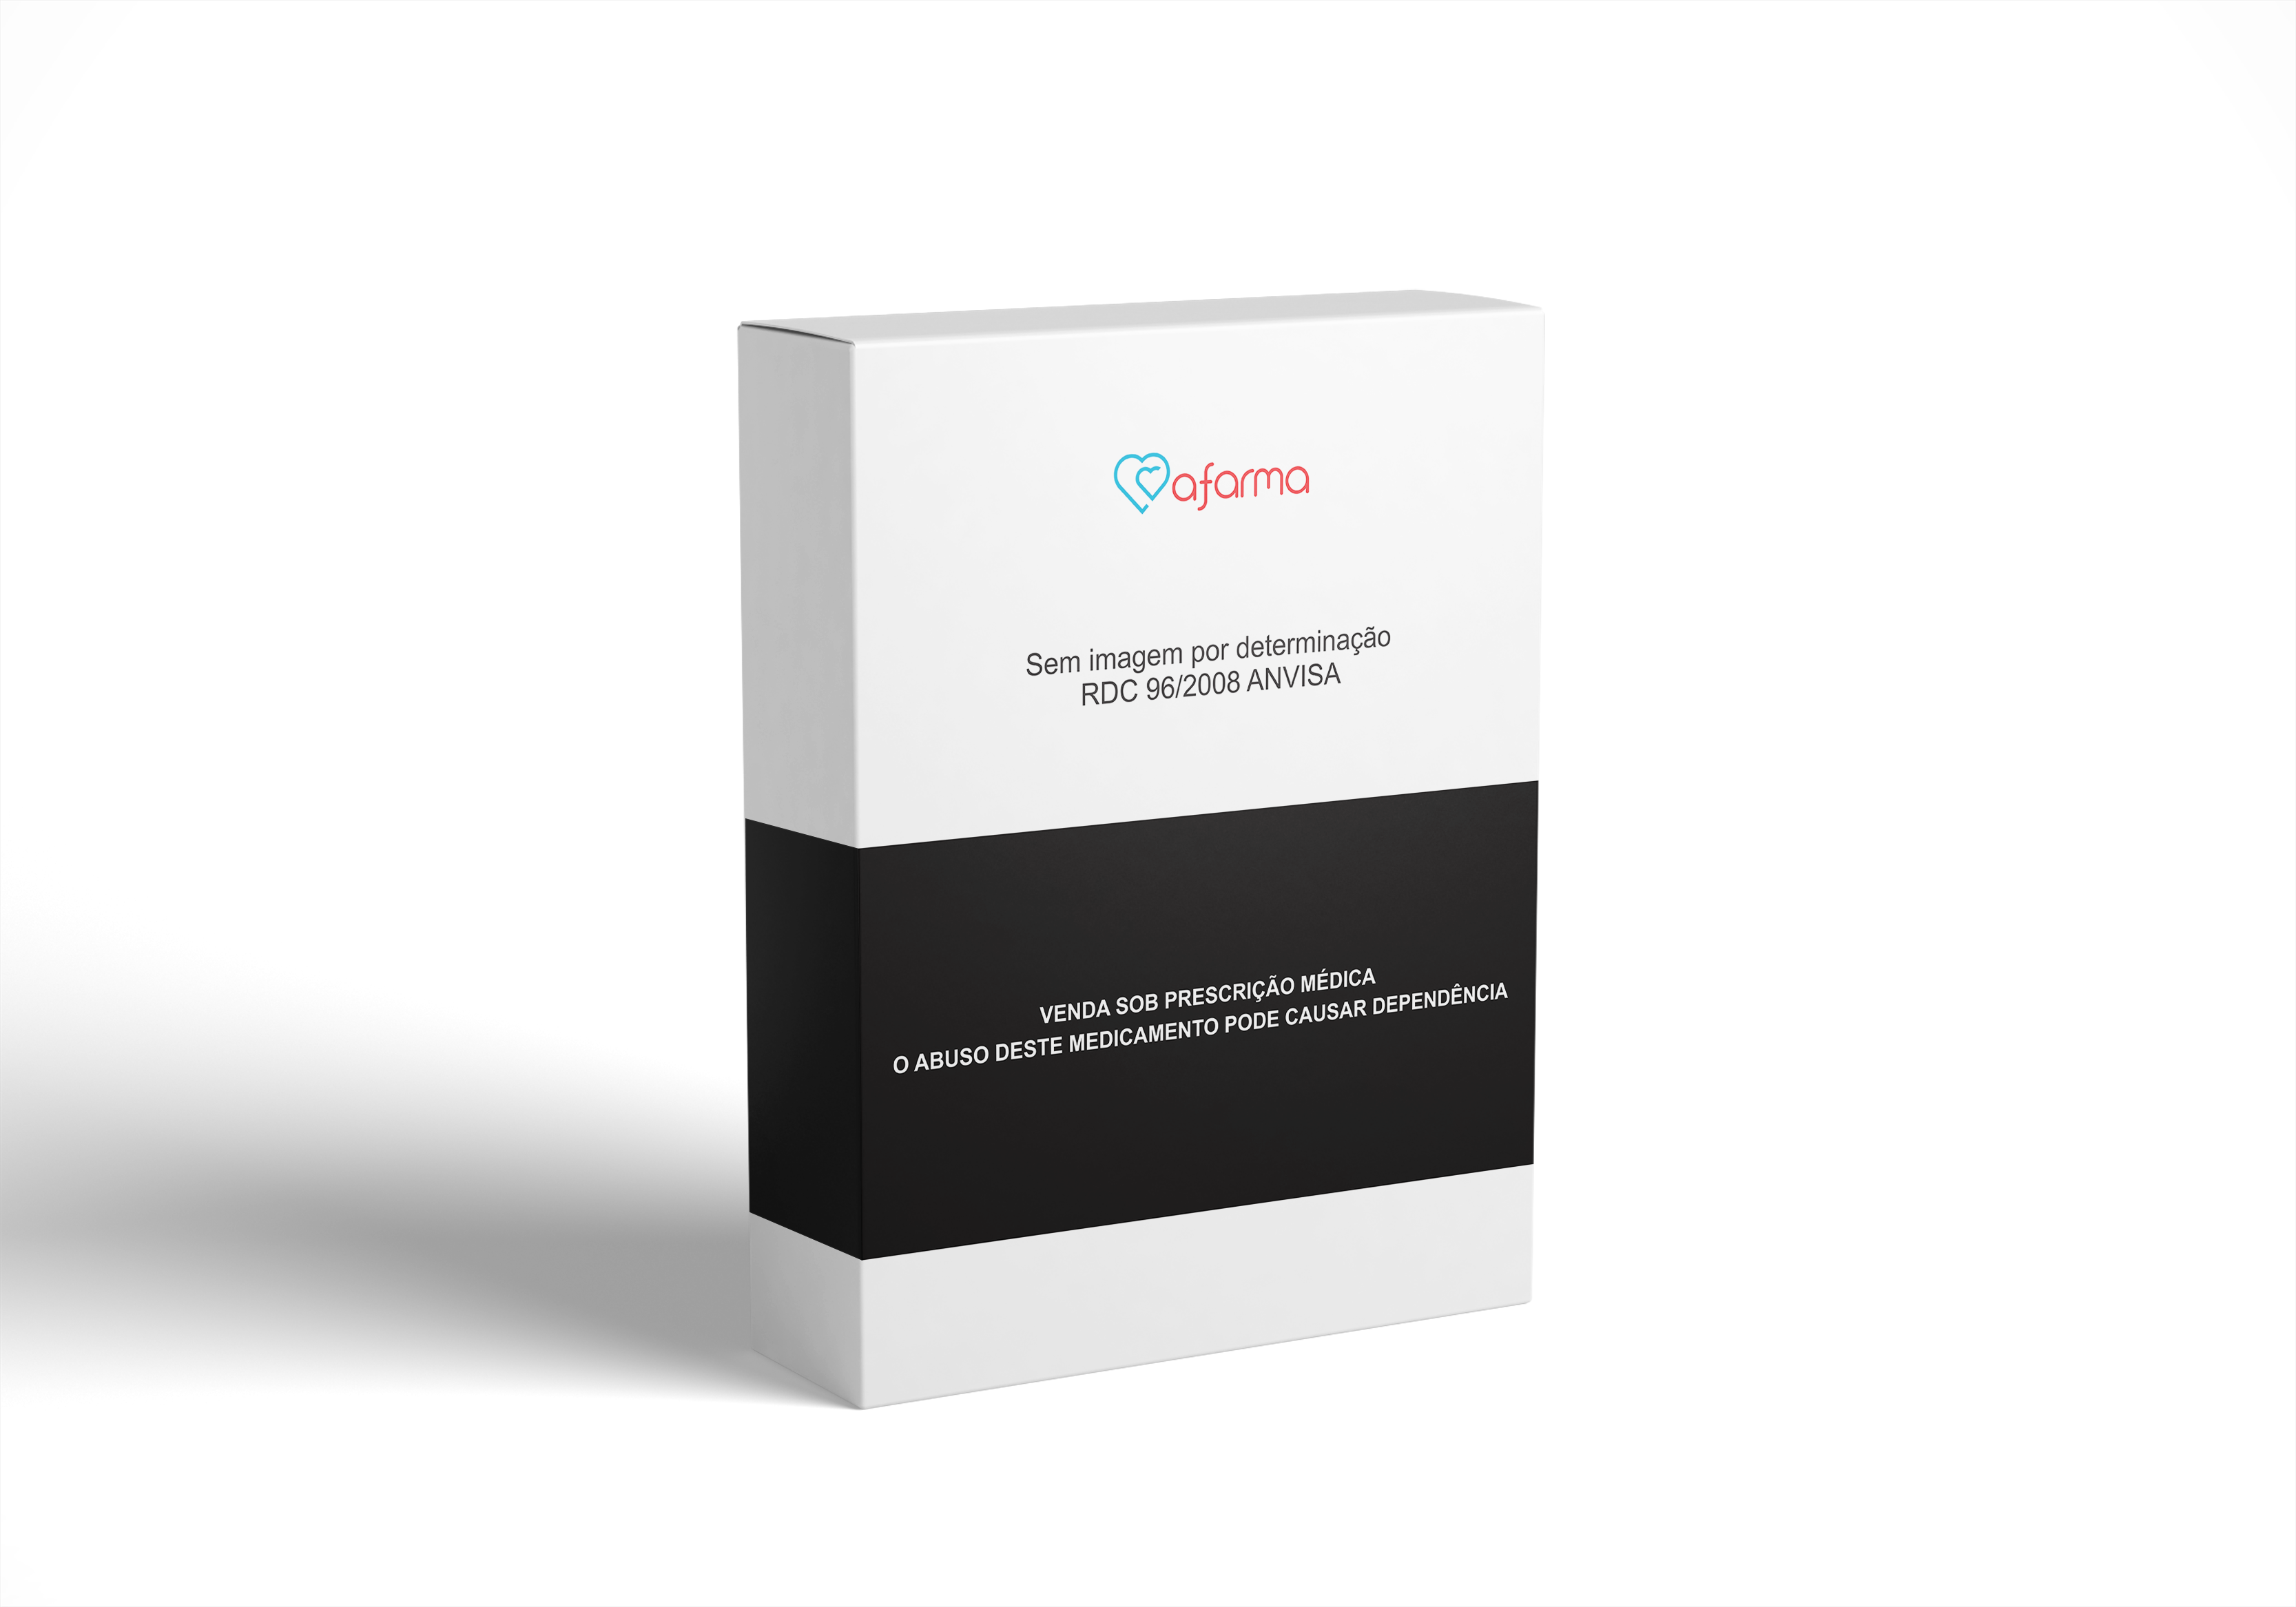 afarma
Sem imagem por determinação
RDC 96/2008 ANVISA
VENDA SOB PRESCRIÇÃO MÉDICA
O ABUSO DESTE MEDICAMENTO PODE CAUSAR DEPENDÊNCIA